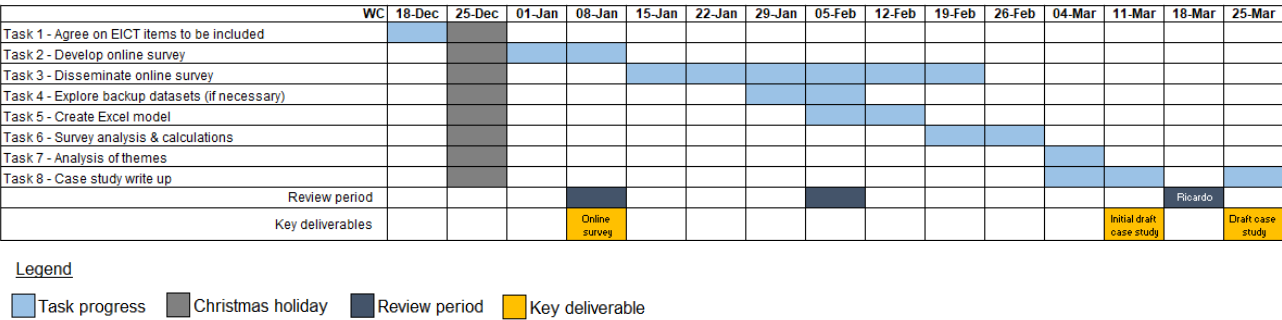 WC 18-Dec 25-Dec 01-Jan 08-Jan 15-Jan 22-Jan 29-Jan 05-Feb 12-Feb 19-Feb 26-Feb 04-Mar 11-Mar 18-Mar 25-Mar
Task 1 - Agree on EICT items to be included
Task 2 - Develop online survey
Task 3 - Disseminate online survey
Task 4 - Explore backup datasets (if necessary)
Task 5 - Create Excel model
Task 6 - Survey analysis & calculations
Task 7 - Analysis of themes
Task 8 - Case study write up
Review period Ricardo
Key deliverables
Online
survey
Initial draft
case study
Draft case
study
Legend
Task progress Christmas holiday Review period Key deliverable